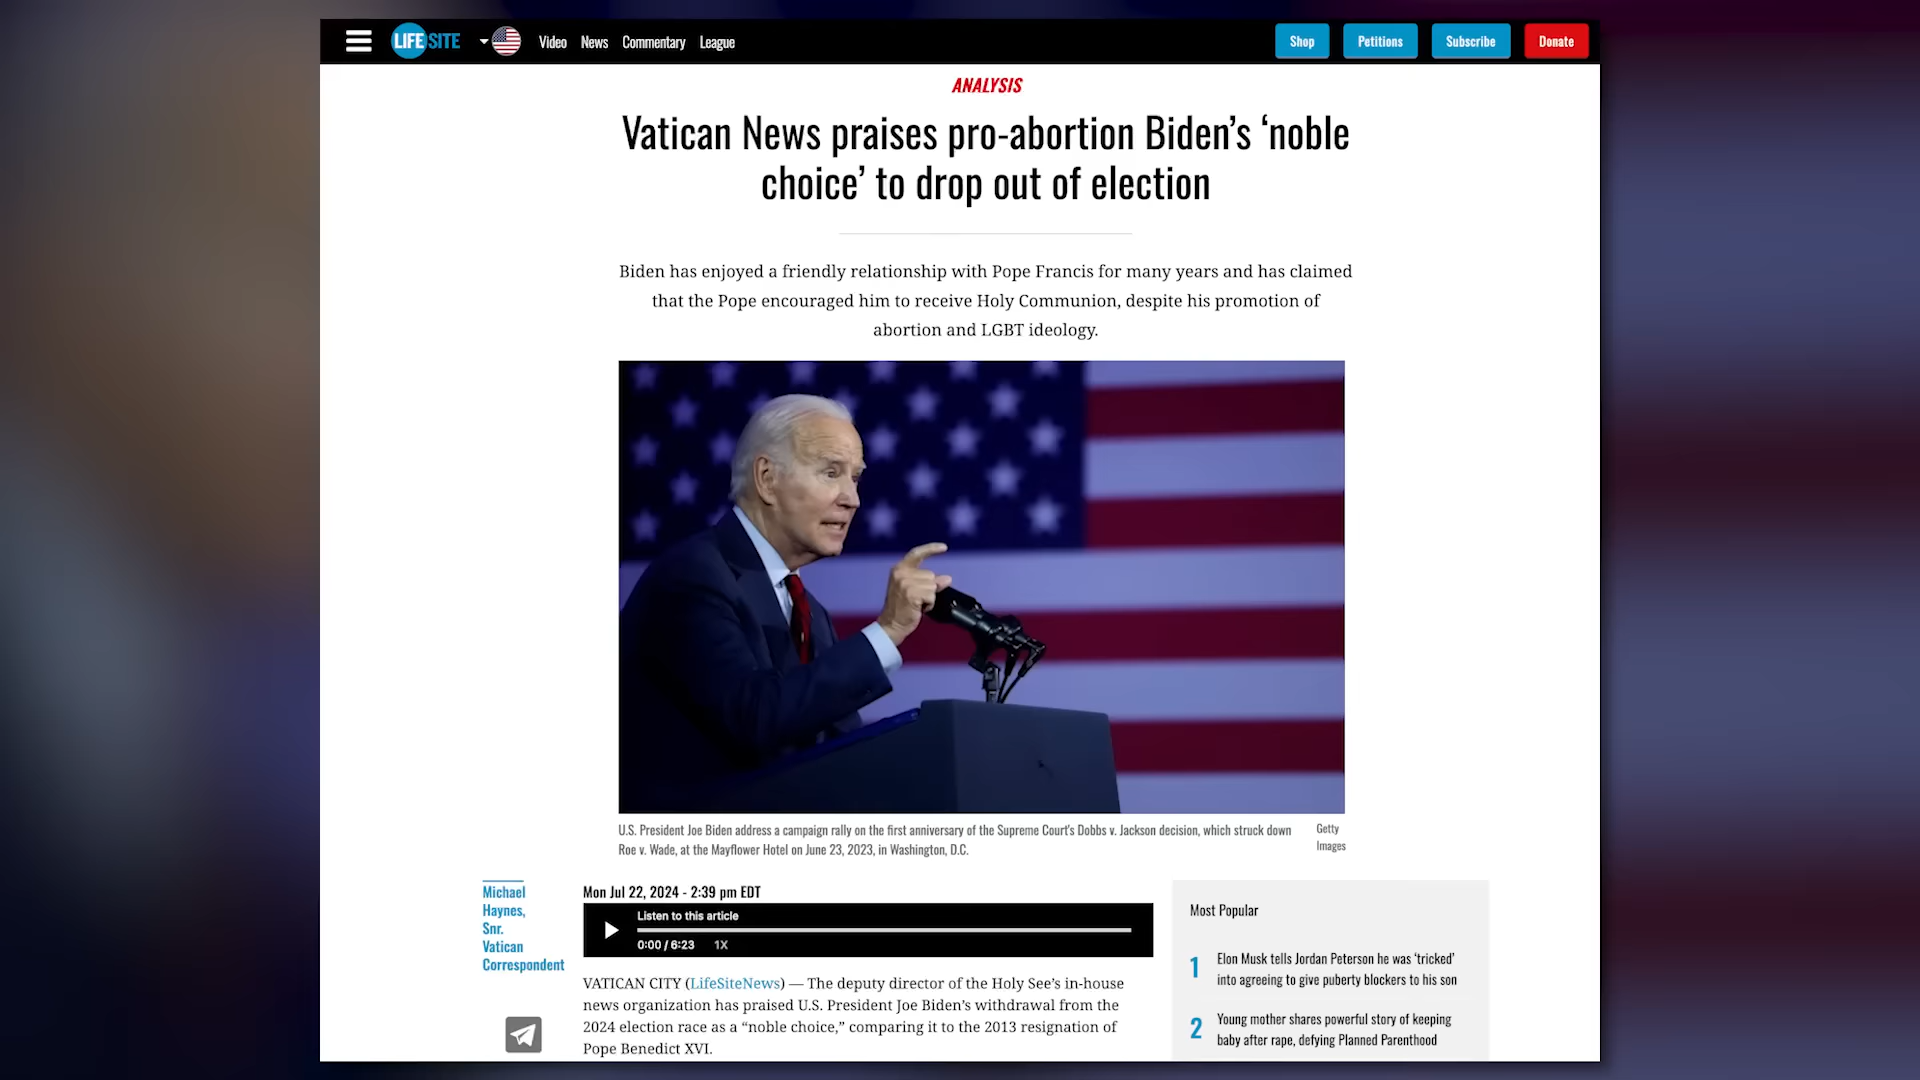 LIFESITE
Video
News
Commentary
League
Shop
Petitions
Subscribe
Donate
ANALYSIS
Vatican News praises pro-abortion Biden’s ‘noble
choice’ to drop out of election
Biden has enjoyed a friendly relationship with Pope Francis for many years and has claimed
that the Pope encouraged him to receive Holy Communion, despite his promotion of
abortion and LGBT ideology.
U.S. President Joe Biden address a campaign rally on the first anniversary of the Supreme Court's Dobbs v. Jackson decision, which struck down
Roe v. Wade, at the Mayflower Hotel on June 23, 2023, in Washington, D.C.
Getty
Images
Michael
Haynes,
Snr.
Vatican
Correspondent
Mon Jul 22, 2024 - 2:39 pm EDT
Listen to this article
0:00 / 6:23
1X
VATICAN CITY (LifeSiteNews) — The deputy director of the Holy See’s in-house
news organization has praised U.S. President Joe Biden’s withdrawal from the
2024 election race as a “noble choice,” comparing it to the 2013 resignation of
Pope Benedict XVI.
Most Popular
1
Elon Musk tells Jordan Peterson he was ‘tricked’
into agreeing to give puberty blockers to his son
2
Young mother shares powerful story of keeping
baby after rape, defying Planned Parenthood